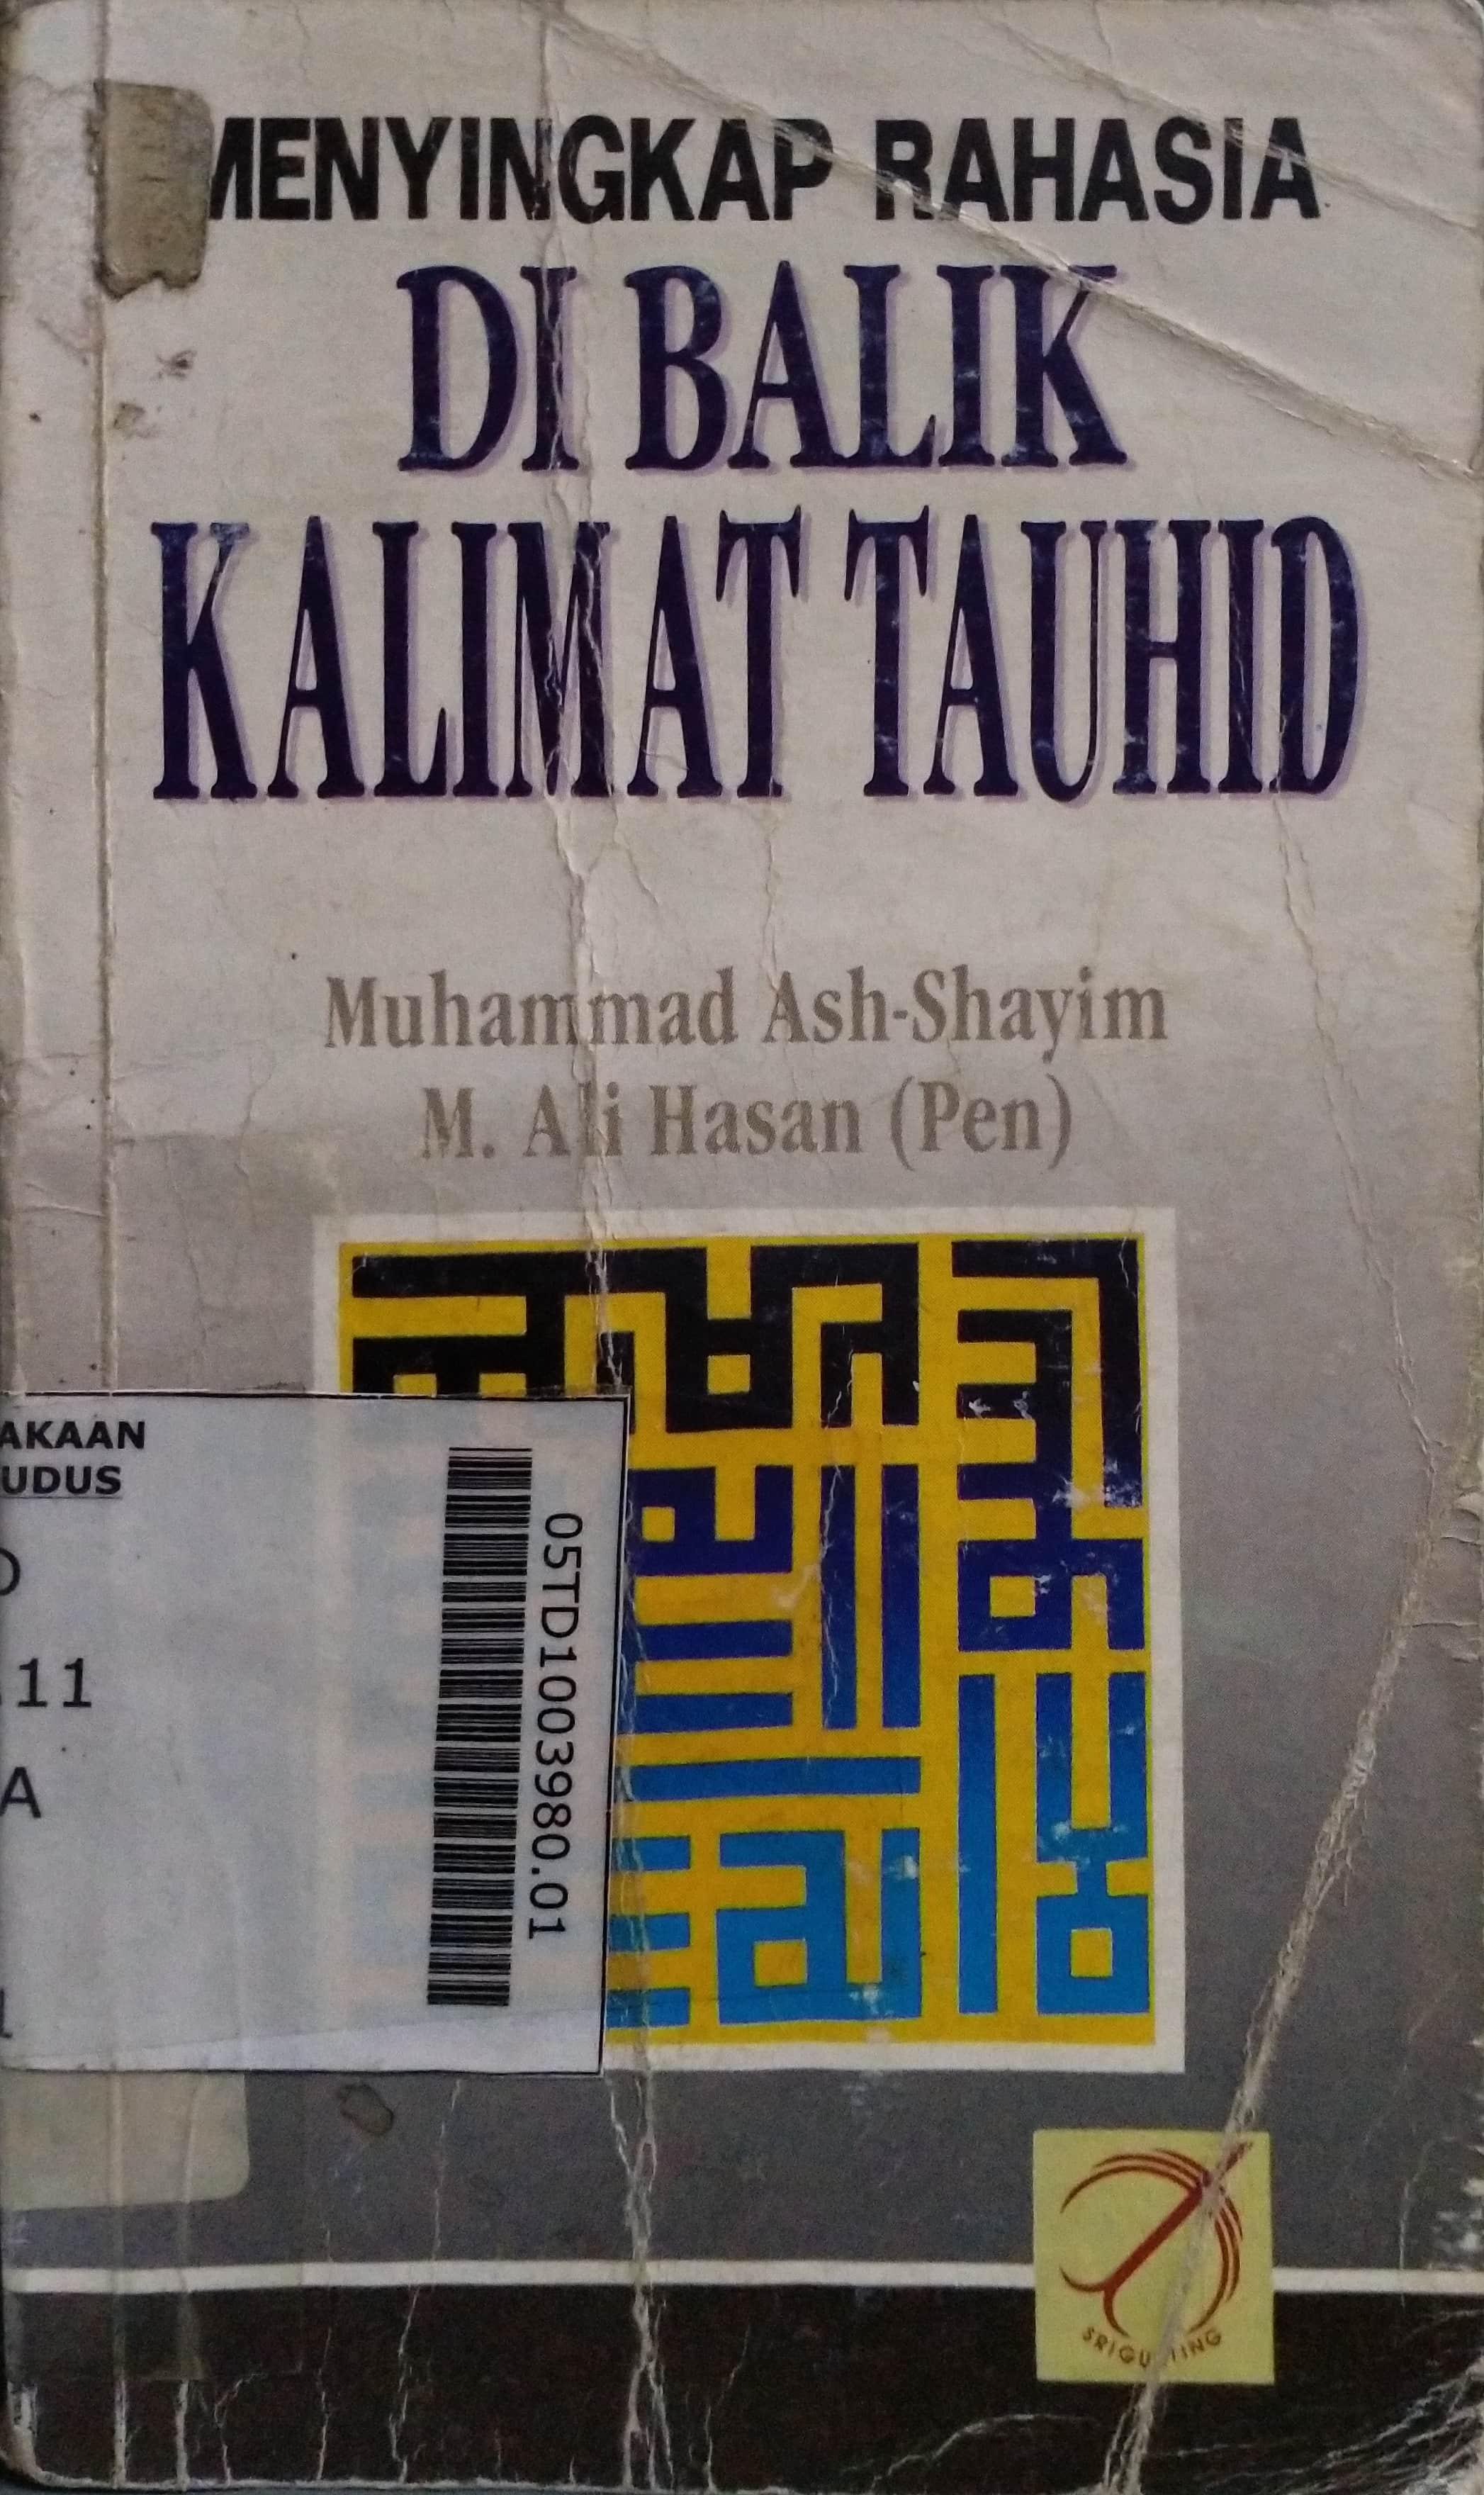 MENYINGKAP RAHASIA
DI BALIK
KALIMAT TAUHID
Muhammad Ash-Shayim
M. Ali Hasan (Pen)
AKAAN
UDUS
.11
A
05TD1003980.01